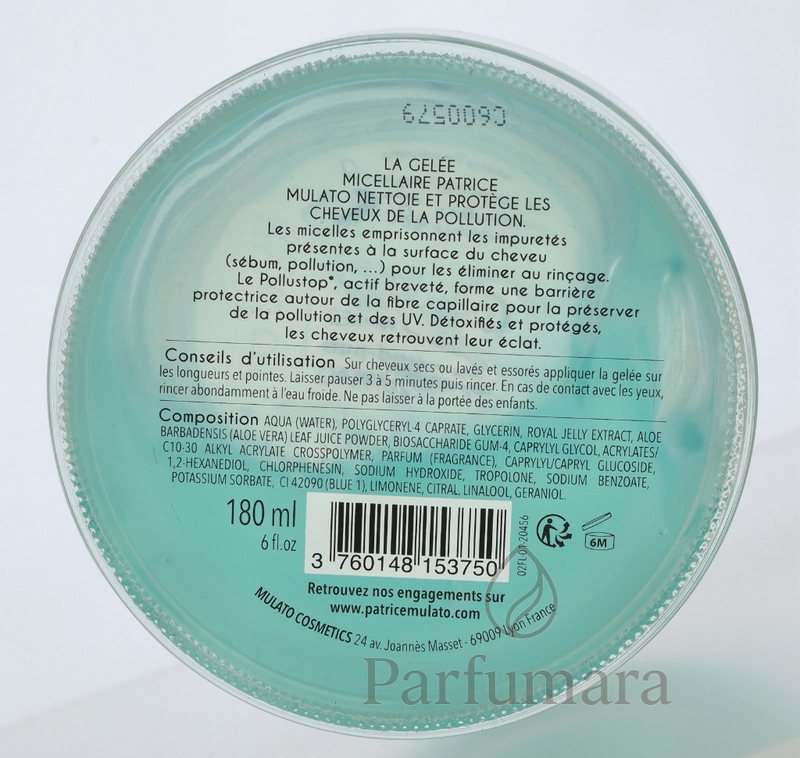 C600579
LA GELÉE
MICELLAIRE PATRICE
MULATO NETTOIE ET PROTÈGE LES
CHEVEUX DE LA POLLUTION.
Les micelles emprisonnent les impuretés
présentes à la surface du cheveu
(sébum, pollution, ...) pour les éliminer au rinçage.
Le Pollustop®, actif breveté, forme une barrière
protectrice autour de la fibre capillaire pour la préserver
de la pollution et des UV. Détoxifiés et protégés,
les cheveux retrouvent leur éclat.
Conseils d'utilisation Sur cheveux secs ou lavés et essorés appliquer la gelée sur
les longueurs et pointes. Laisser pauser 3 à 5 minutes puis rincer. En cas de contact avec les yeux,
rincer abondamment à l'eau froide. Ne pas laisser à la portée des enfants.
Composition AQUA (WATER), POLYGLYCERYL-4 CAPRATE, GLYCERIN, ROYAL JELLY EXTRACT, ALOE
BARBADENSIS (ALOE VERA) LEAF JUICE POWDER, BIOSACCHARIDE GUM-4, CAPRYLYL GLYCOL, ACRYLATES/
C10-30 ALKYL ACRYLATE CROSSPOLYMER, PARFUM (FRAGRANCE), CAPRYLYL/CAPRYL GLUCOSIDE,
1,2-HEXANEDIOL, CHLORPHENESIN, SODIUM HYDROXIDE, TROPOLONE, SODIUM BENZOATE,
POTASSIUM SORBATE, CI 42090 (BLUE 1), LIMONENE, CITRAL, LINALOOL, GERANIOL.
180 ml
6 fl.oz
3 760148 153750
02FL-01-20456
6M
Retrouvez nos engagements sur
www.patricemulato.com
MULATO COSMETICS 24 av. Joannès Masset - 69009 Lyon France
Parfumara